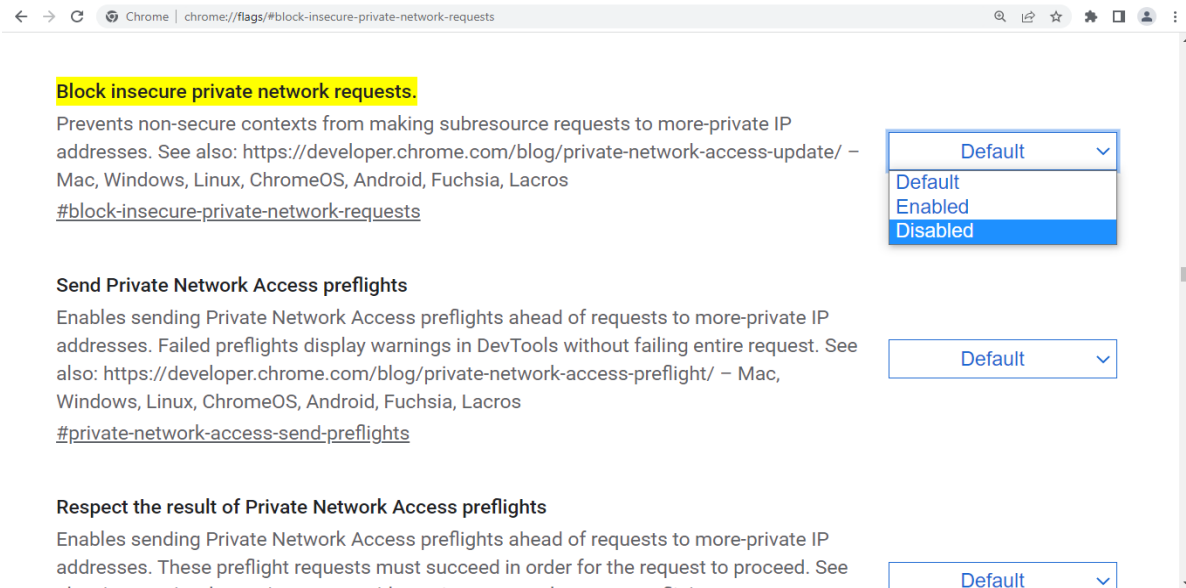 Chrome | chrome://flags/#block-insecure-private-network-requests
Block insecure private network requests.
Prevents non-secure contexts from making subresource requests to more-private IP
addresses. See also: https://developer.chrome.com/blog/private-network-access-update/ –
Mac, Windows, Linux, ChromeOS, Android, Fuchsia, Lacros
#block-insecure-private-network-requests
Default
Default
Enabled
Disabled
Send Private Network Access preflights
Enables sending Private Network Access preflights ahead of requests to more-private IP
addresses. Failed preflights display warnings in DevTools without failing entire request. See
also: https://developer.chrome.com/blog/private-network-access-preflight/ – Mac,
Windows, Linux, ChromeOS, Android, Fuchsia, Lacros
#private-network-access-send-preflights
Default
Respect the result of Private Network Access preflights
Enables sending Private Network Access preflights ahead of requests to more-private IP
addresses. These preflight requests must succeed in order for the request to proceed. See
Default